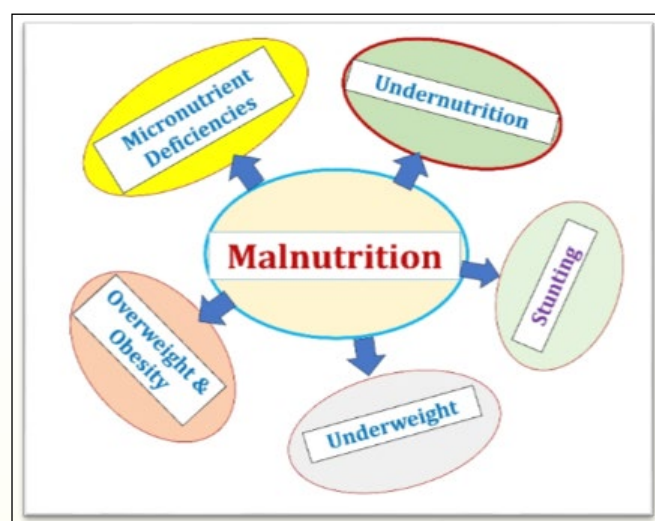 Micronutrient
Deficiencies
Undernutrition
Malnutrition
Stunting
Overweight &
Obesity
Underweight